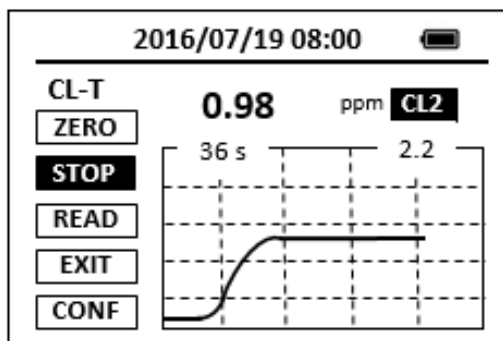 2016/07/19 08:00
CL-T
0.98 ppm CL2
ZERO
36 s 2.2
STOP
READ
EXIT
CONF